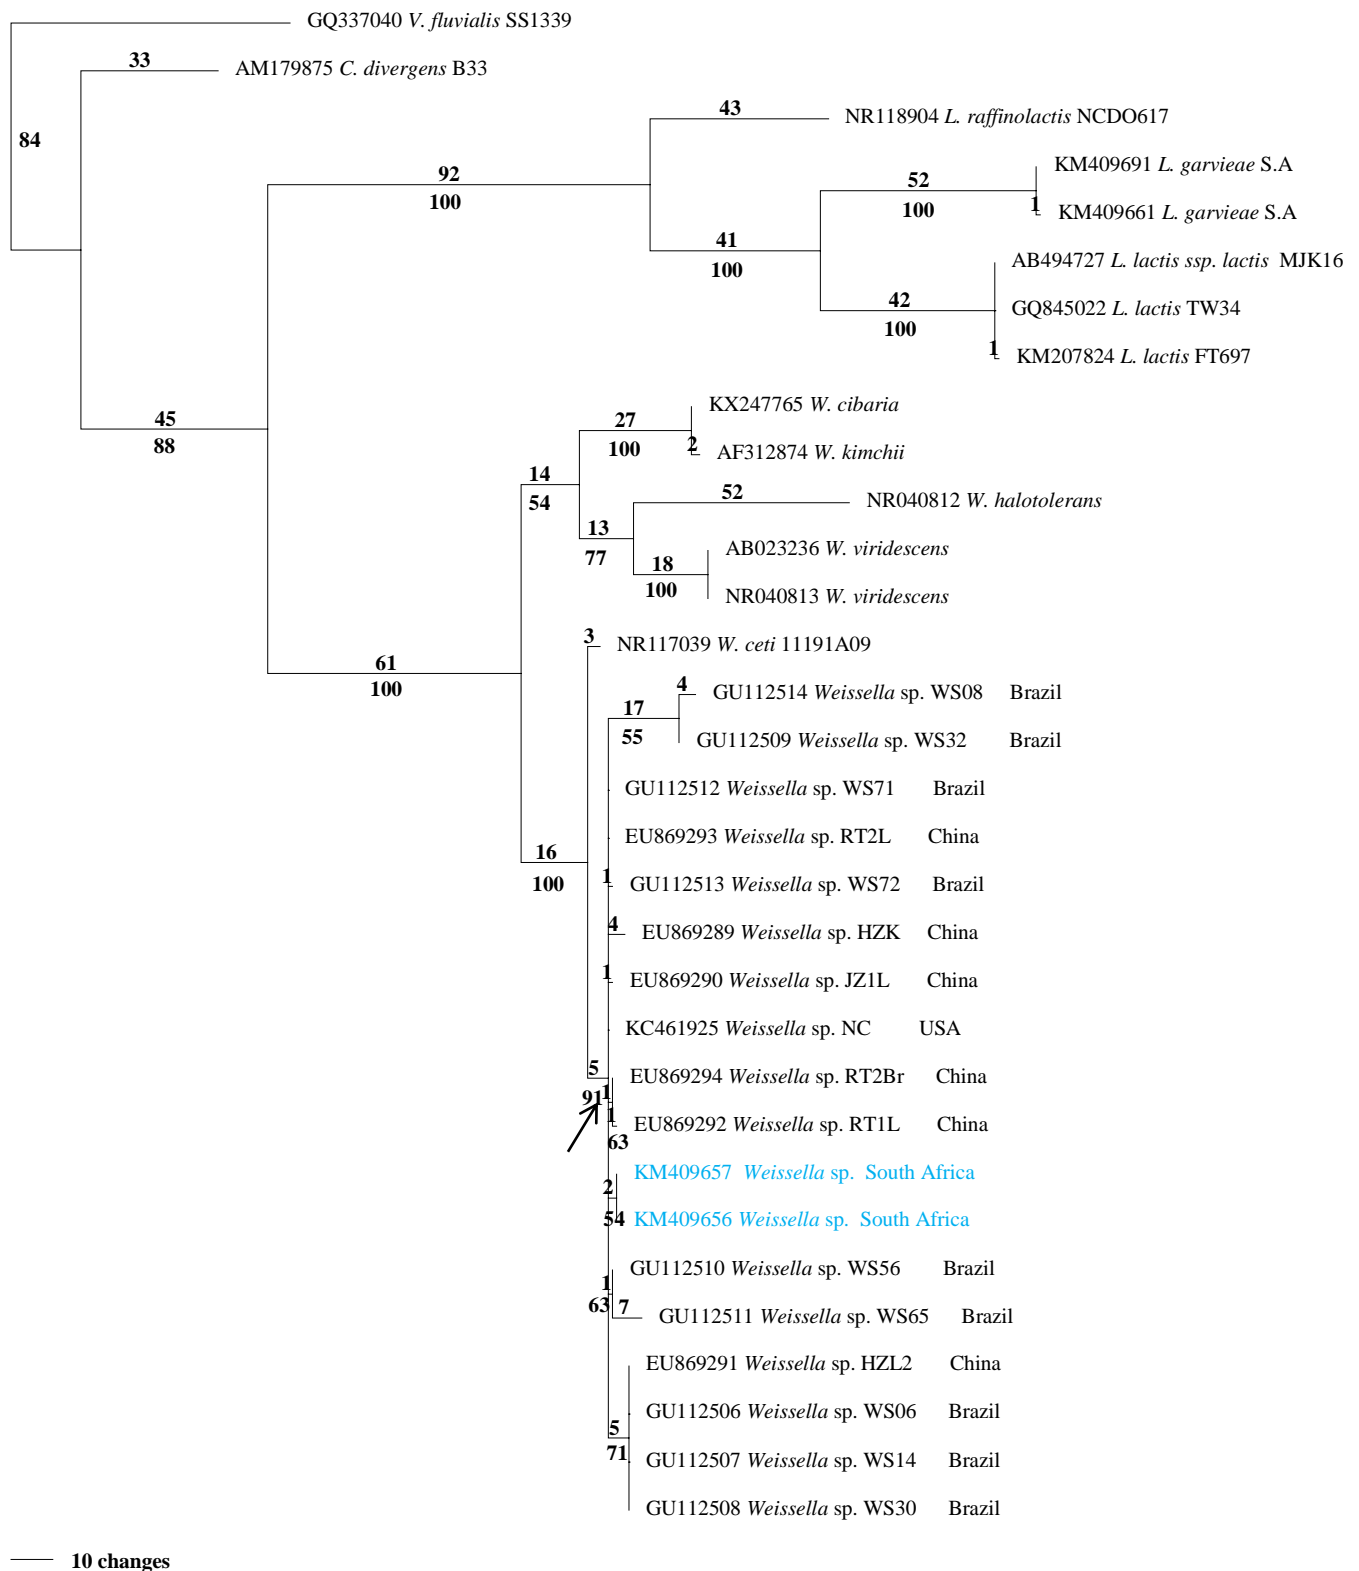 GQ337040 V. fluvialis SS1339
33
AM179875 C. divergens B33
84
43
NR118904 L. raffinolactis NCDO617
92
100
KM409691 L. garvieae S.A
52
100
1
KM409661 L. garvieae S.A
41
100
AB494727 L. lactis ssp. lactis MJK16
42
100
GQ845022 L. lactis TW34
1
KM207824 L. lactis FT697
45
88
KX247765 W. cibaria
27
100
2
AF312874 W. kimchii
14
54
52
NR040812 W. halotolerans
13
77
AB023236 W. viridescens
18
100
NR040813 W. viridescens
61
100
3
NR117039 W. ceti 11191A09
4
GU112514 Weissella sp. WS08 Brazil
17
55
GU112509 Weissella sp. WS32 Brazil
GU112512 Weissella sp. WS71 Brazil
EU869293 Weissella sp. RT2L China
16
100
1
GU112513 Weissella sp. WS72 Brazil
4
EU869289 Weissella sp. HZK China
1
EU869290 Weissella sp. JZ1L China
KC461925 Weissella sp. NC USA
5
91
EU869294 Weissella sp. RT2Br China
1
1
EU869292 Weissella sp. RT1L China
63
KM409657 Weissella sp. South Africa
2
54
KM409656 Weissella sp. South Africa
GU112510 Weissella sp. WS56 Brazil
1
63
7
GU112511 Weissella sp. WS65 Brazil
EU869291 Weissella sp. HZL2 China
GU112506 Weissella sp. WS06 Brazil
5
71
GU112507 Weissella sp. WS14 Brazil
GU112508 Weissella sp. WS30 Brazil
10 changes